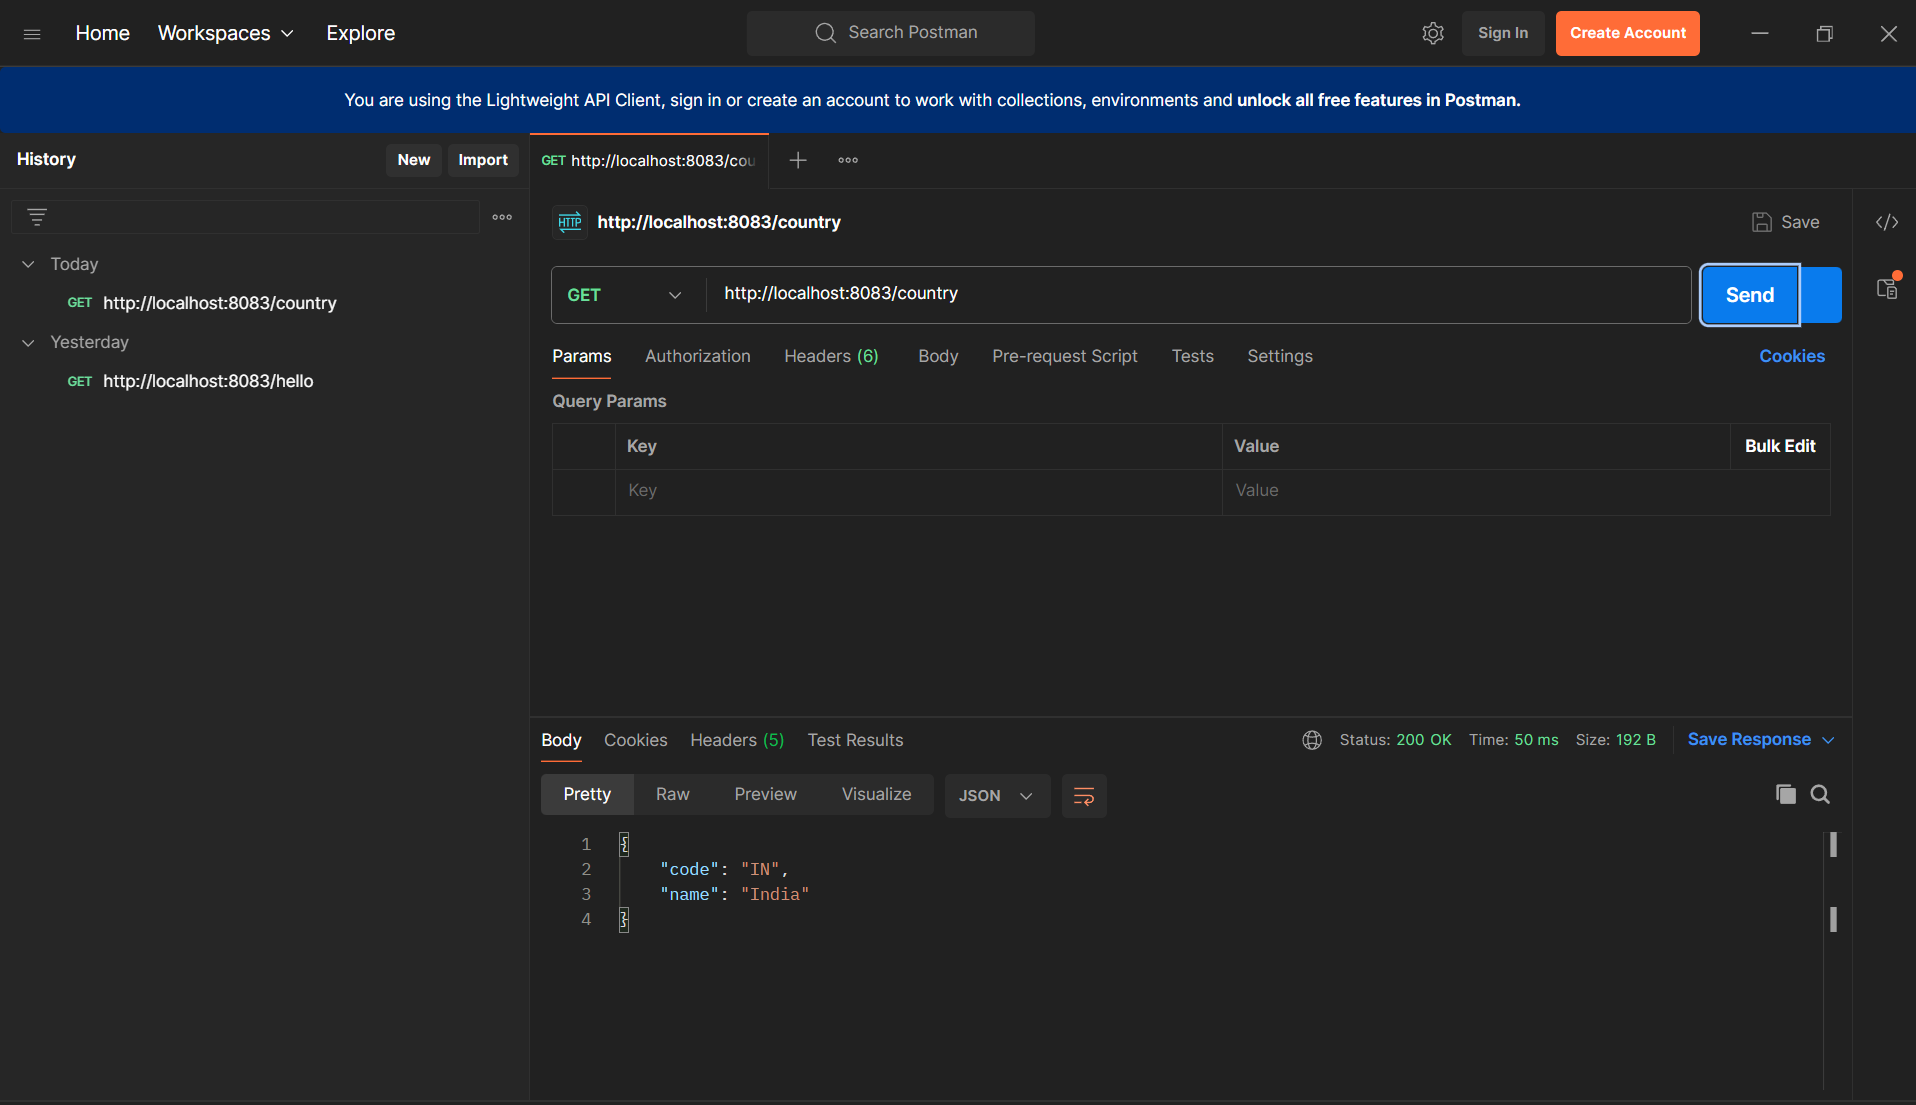 Home Workspaces Explore Search Postman Sign In Create Account
You are using the Lightweight API Client, sign in or create an account to work with collections, environments and unlock all free features in Postman.
History New Import GET http://localhost:8083/cou
HTTP http://localhost:8083/country Save
Today
GET http://localhost:8083/country
Yesterday
GET http://localhost:8083/hello
GET http://localhost:8083/country Send
Params Authorization Headers (6) Body Pre-request Script Tests Settings Cookies
Query Params
Key Value Bulk Edit
Key Value
Body Cookies Headers (5) Test Results Status: 200 OK Time: 50 ms Size: 192 B Save Response
Pretty Raw Preview Visualize JSON
1 {
2 "code": "IN",
3 "name": "India"
4 }